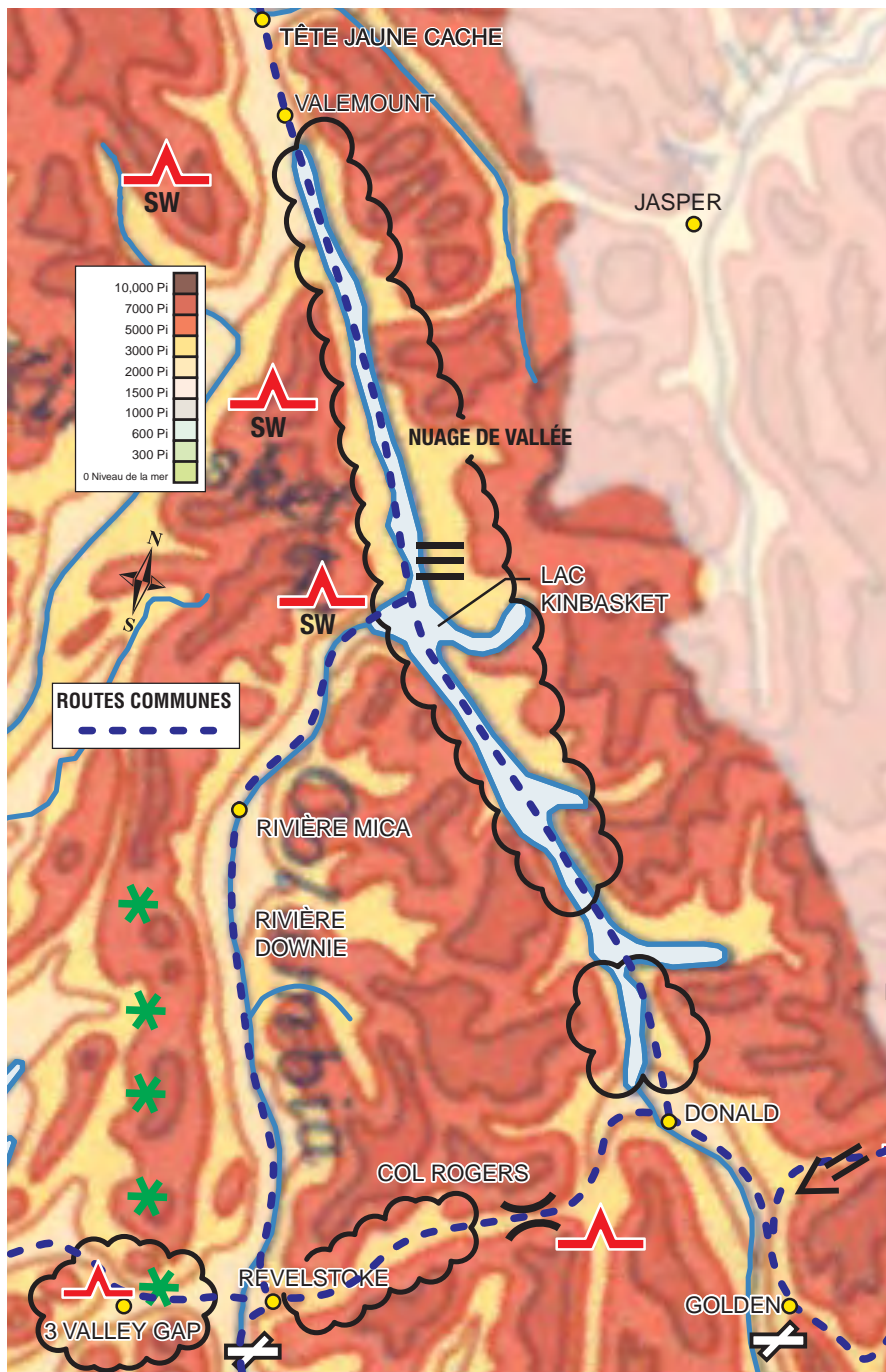 TÊTE JAUNE CACHE
VALEMOUNT
SW
JASPER
10,000 Pi
7000 Pi
5000 Pi
3000 Pi
2000 Pi
1500 Pi
1000 Pi
600 Pi
300 Pi
0 Niveau de la mer
SW
NUAGE DE VALLÉE
N
S
LAC
KINBASKET
SW
ROUTES COMMUNES
RIVIÈRE MICA
RIVIÈRE
DOWNIE
DONALD
COL ROGERS
REVELSTOKE
GOLDEN
3 VALLEY GAP